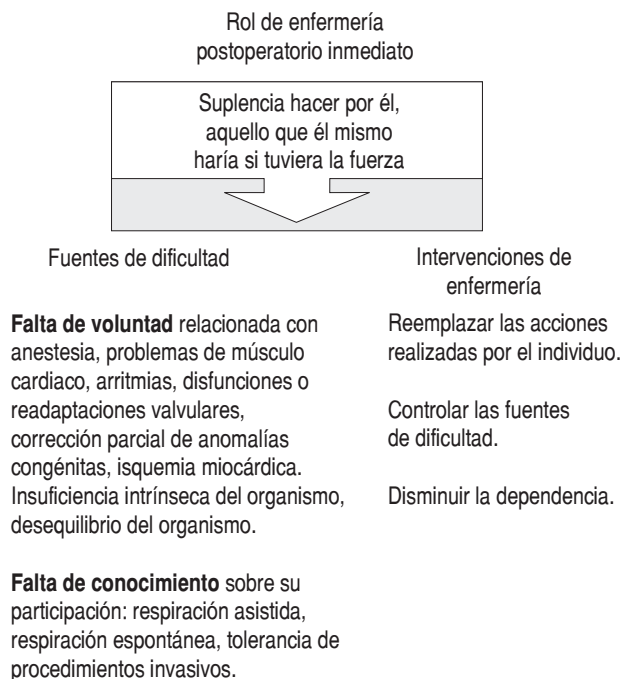 Rol de enfermería
postoperatorio inmediato
Suplencia hacer por él,
aquello que él mismo
haría si tuviera la fuerza
Fuentes de dificultad
Falta de voluntad relacionada con
anestesia, problemas de músculo
cardiaco, arritmias, disfunciones o
readaptaciones valvulares,
corrección parcial de anomalías
congénitas, isquemia miocárdica.
Insuficiencia intrínseca del organismo,
desequilibrio del organismo.
Falta de conocimiento sobre su
participación: respiración asistida,
respiración espontánea, tolerancia de
procedimientos invasivos.
Intervenciones de
enfermería
Reemplazar las acciones
realizadas por el individuo.
Controlar las fuentes
de dificultad.
Disminuir la dependencia.